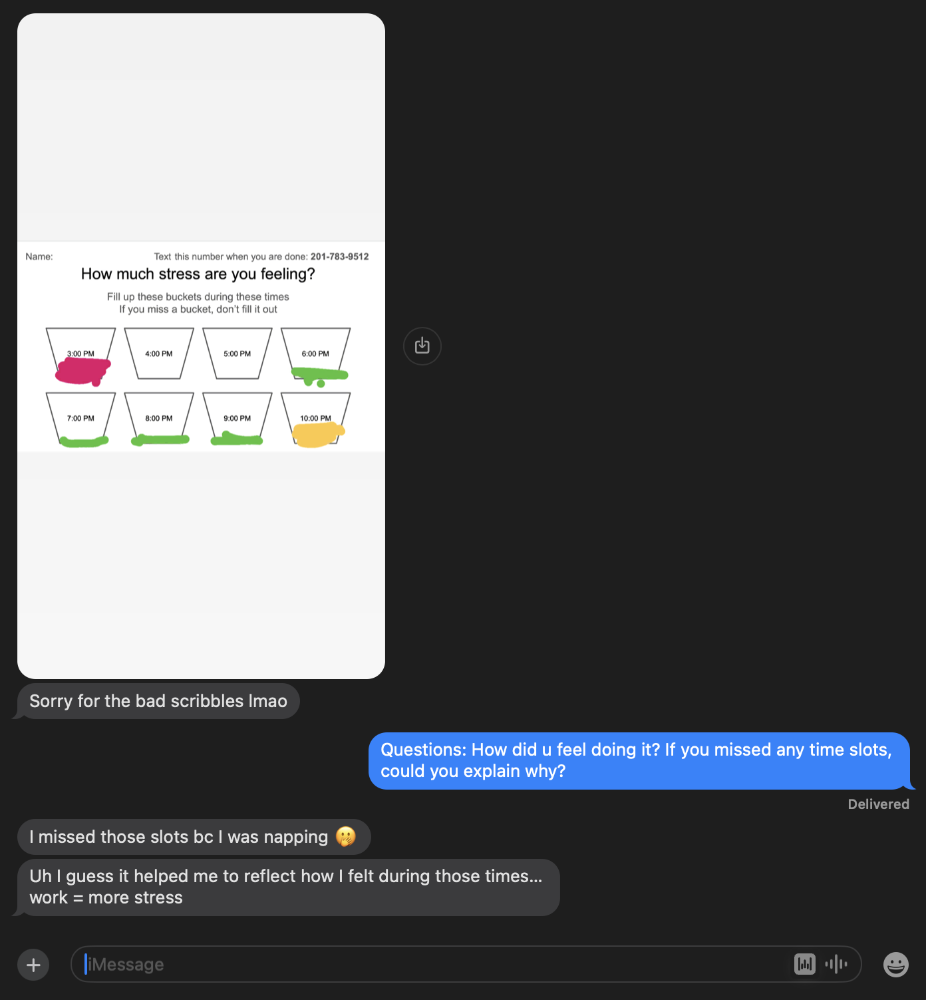 Name:
Text this number when you are done: 201-783-9512
How much stress are you feeling?
Fill up these buckets during these times
If you miss a bucket, don't fill it out
3:00 PM
4:00 PM
5:00 PM
6:00 PM
7:00 PM
8:00 PM
9:00 PM
10:00 PM
Sorry for the bad scribbles lmao
Questions: How did u feel doing it? If you missed any time slots,
could you explain why?
Delivered
I missed those slots bc I was napping 🤭
Uh I guess it helped me to reflect how I felt during those times...
work = more stress
iMessage